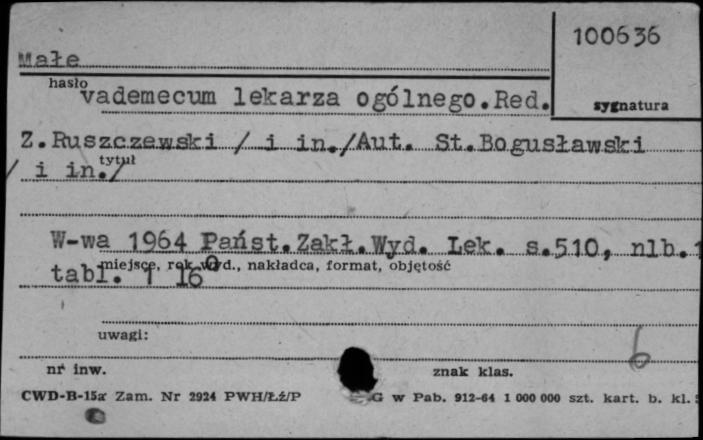 100636
Małe
hasło
vademecum lekarza ogólnego.Red.
sygnatura
Z.Ruszczewski / i in./Aut. St.Bogusławski
tytuł
/ i in./
W-wa 1964 Państ.Zakł.Wyd. Lek. s.510, nlb.1
miejsce, rok wyd., nakładca, format, objętość
tabl. 1 16°
uwagi:
6
nr inw.
znak klas.
CWD-B-15a Zam. Nr 2924 PWH/Łź/P
G w Pab. 912-64 1 000 000 szt. kart. b. kl.